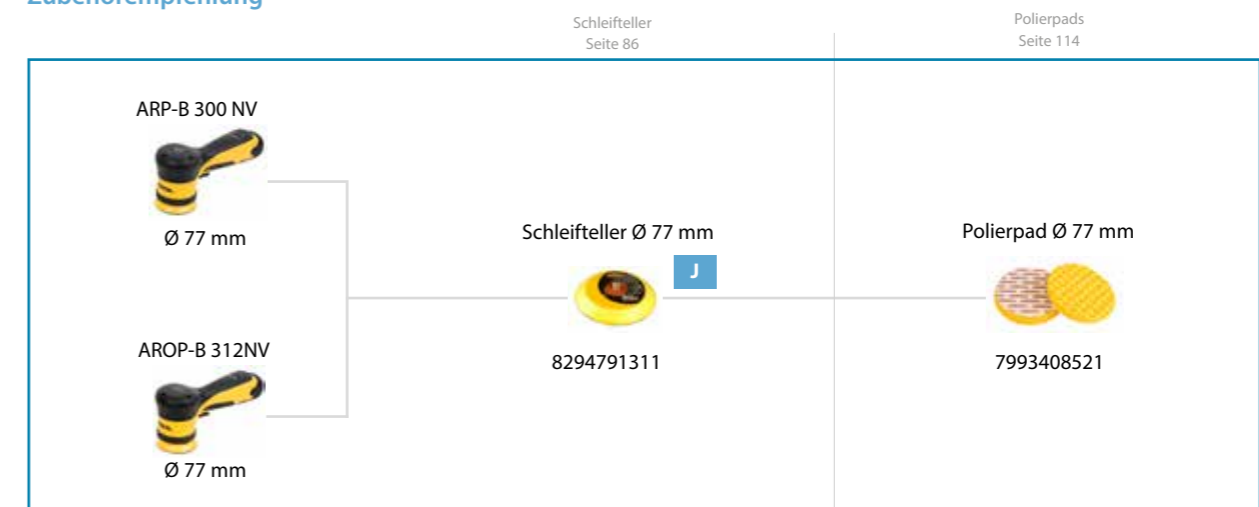 Zubehörempfehlung
Schleifteller
Seite 86
Polierpads
Seite 114
ARP-B 300 NV
Ø 77 mm
Schleifteller Ø 77 mm
J
8294791311
Polierpad Ø 77 mm
7993408521
AROP-B 312NV
Ø 77 mm